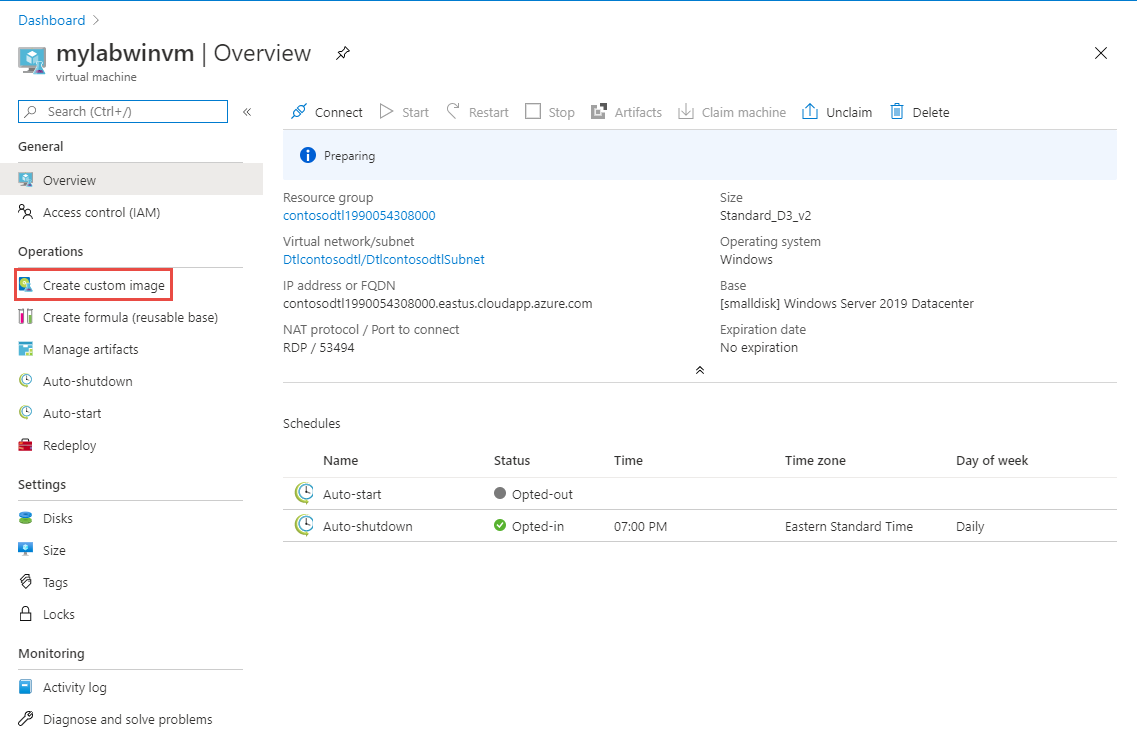 Dashboard
mylabwinvm | Overview
virtual machine
Search (Ctrl+/)
General
Overview
Access control (IAM)
Operations
Create custom image
Create formula (reusable base)
Manage artifacts
Auto-shutdown
Auto-start
Redeploy
Settings
Disks
Size
Tags
Locks
Monitoring
Activity log
Diagnose and solve problems
Connect Start Restart Stop Artifacts Claim machine Unclaim Delete
Preparing
Resource group
contosodtl1990054308000
Virtual network/subnet
Dtlcontosodtl/DtlcontosodtlSubnet
IP address or FQDN
contosodtl1990054308000.eastus.cloudapp.azure.com
NAT protocol / Port to connect
RDP / 53494
Size
Standard_D3_v2
Operating system
Windows
Base
[smalldisk] Windows Server 2019 Datacenter
Expiration date
No expiration
Schedules
Name Status Time Time zone Day of week
Auto-start Opted-out
Auto-shutdown Opted-in 07:00 PM Eastern Standard Time Daily